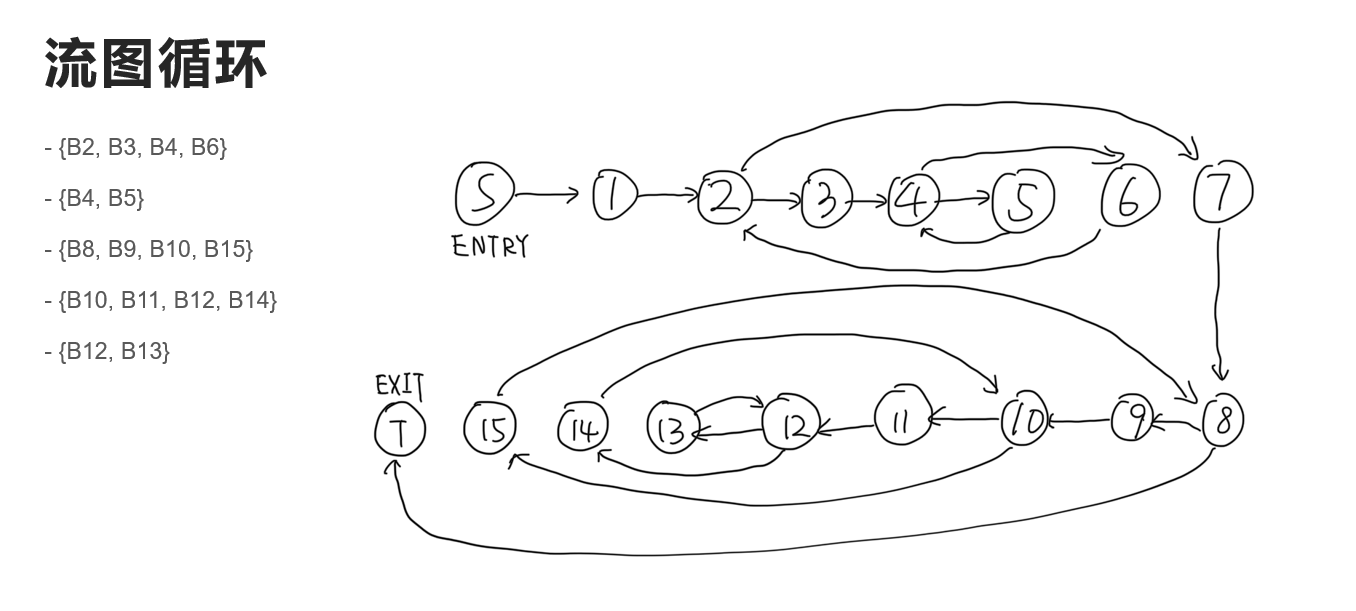 流图循环
- {B2, B3, B4, B6}
- {B4, B5}
- {B8, B9, B10, B15}
- {B10, B11, B12, B14}
- {B12, B13}
S 1 2 3 4 5 6 7
ENTRY
EXIT
T 15 14 13 12 11 10 9 8